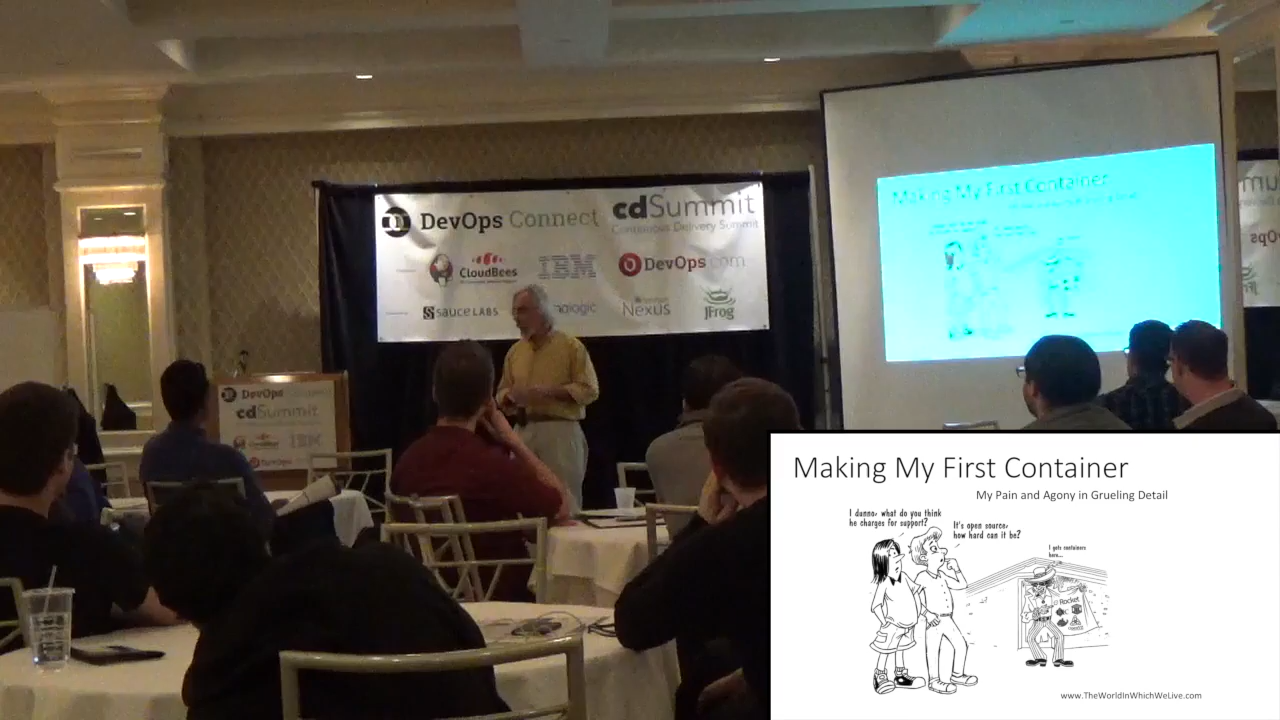 DevOps Connect
cdSummit
Continuous Delivery Summit
CloudBees
IBM
DevOps.com
SAUCE LABS
Nexus
JFrog
Making My First Container
DevOps
cdSummit
IBM
Making My First Container
My Pain and Agony in Grueling Detail
I dunno, what do you think
he charges for support?
It's open source,
how hard can it be?
I gots containers
here...
Rocket
www.TheWorldInWhichWeLive.com